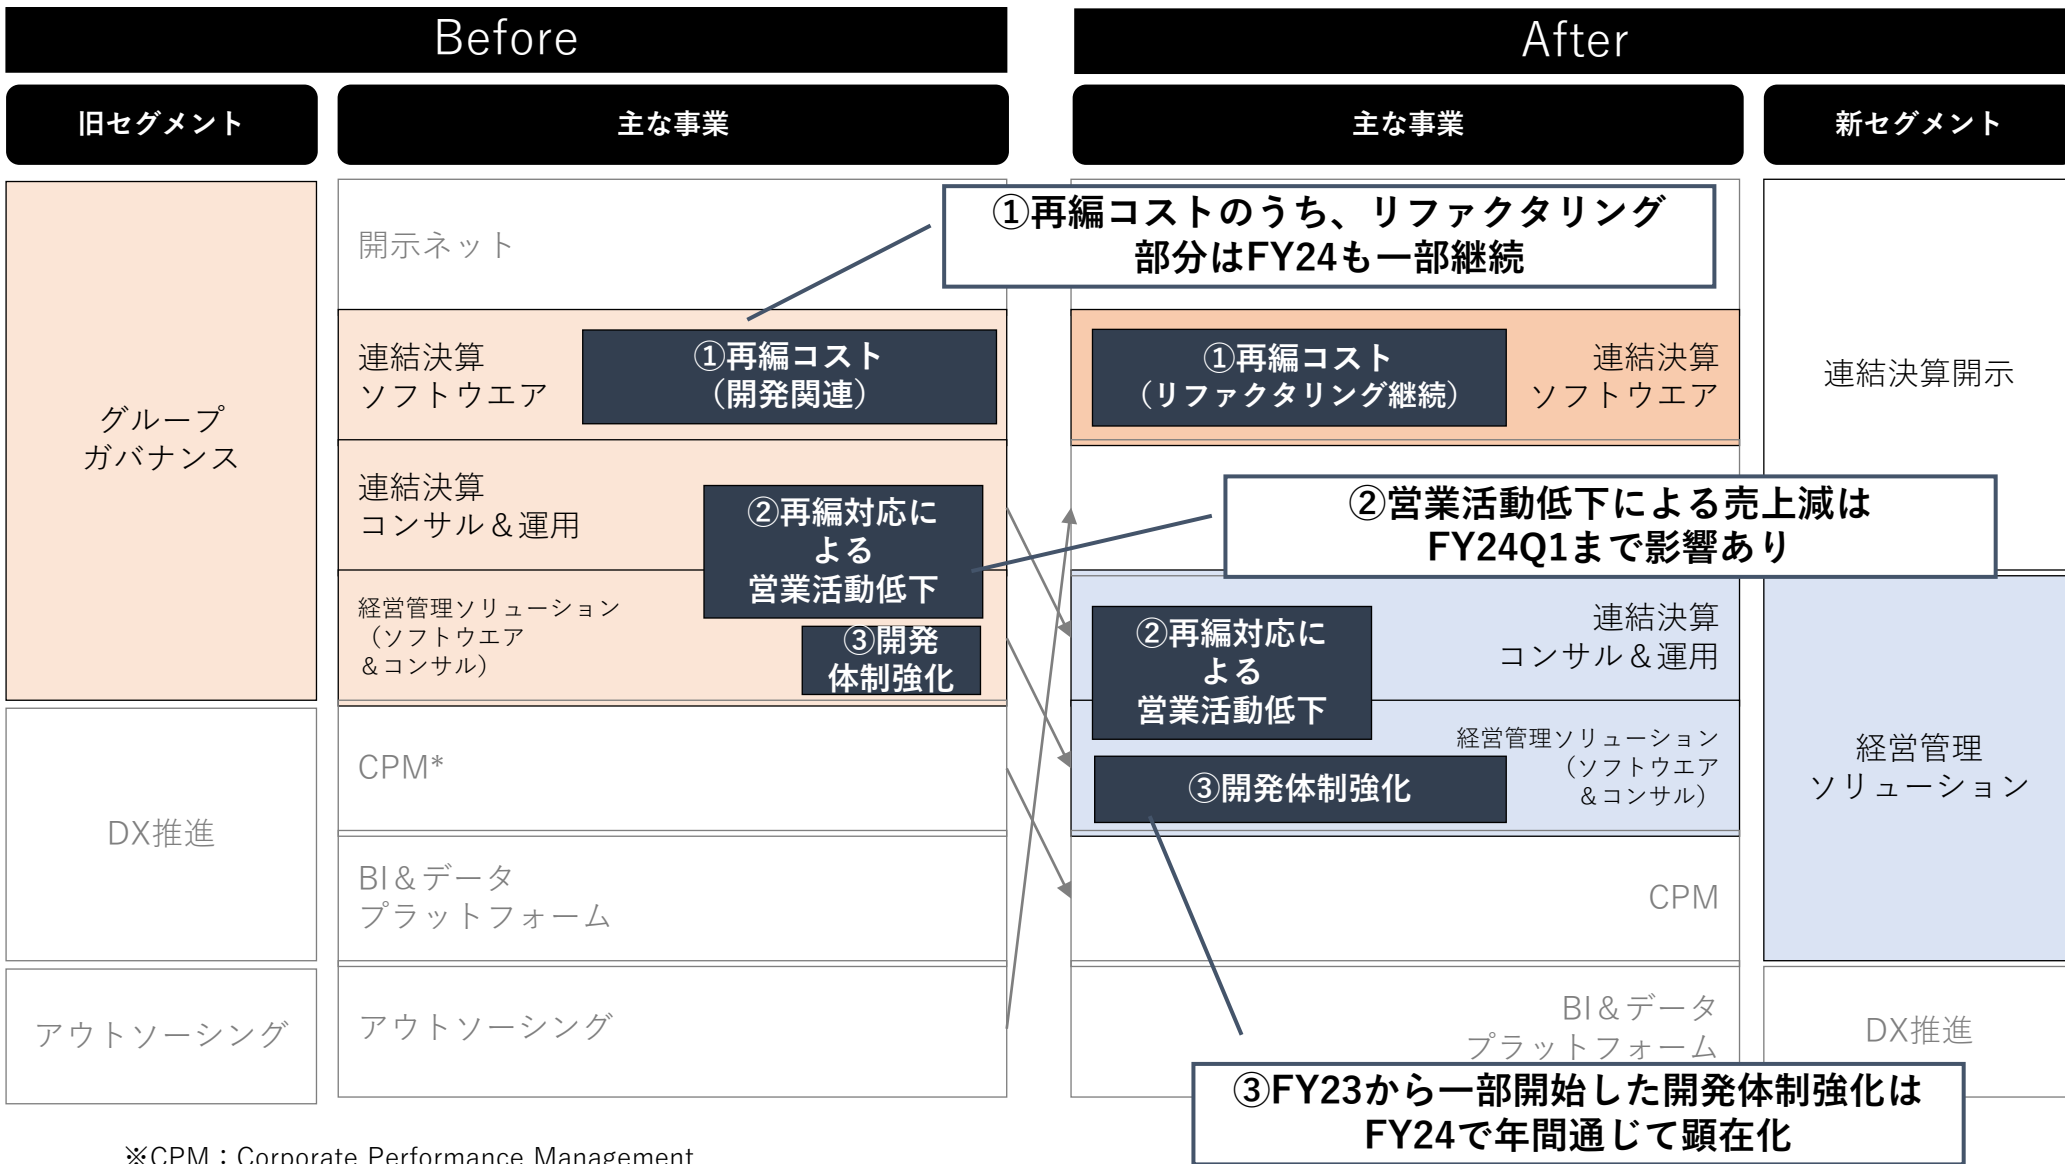 Before
After
旧セグメント
主な事業
主な事業
新セグメント
グループ
ガバナンス
DX推進
アウトソーシング
開示ネット
連結決算
ソフトウエア
①再編コスト
（開発関連）
連結決算
コンサル＆運用
②再編対応に
よる
営業活動低下
経営管理ソリューション
（ソフトウエア
＆コンサル）
③開発
体制強化
CPM*
BI＆データ
プラットフォーム
アウトソーシング
①再編コストのうち、リファクタリング
部分はFY24も一部継続
①再編コスト
（リファクタリング継続）
連結決算
ソフトウエア
②営業活動低下による売上減は
FY24Q1まで影響あり
②再編対応に
よる
営業活動低下
連結決算
コンサル＆運用
③開発体制強化
経営管理ソリューション
（ソフトウエア
＆コンサル）
CPM
BI＆データ
プラットフォーム
③FY23から一部開始した開発体制強化は
FY24で年間通じて顕在化
連結決算開示
経営管理
ソリューション
DX推進
※CPM：Corporate Performance Management